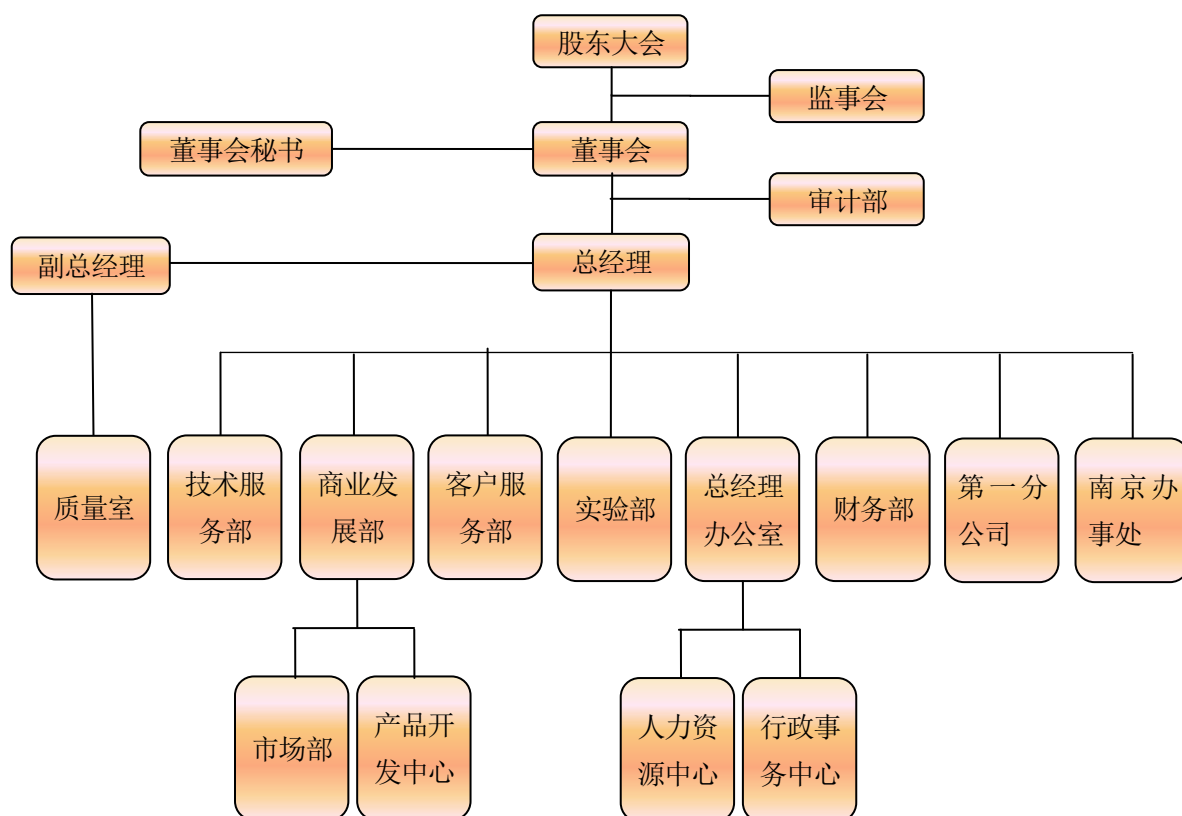 股东大会
监事会
董事会秘书
董事会
审计部
副总经理
总经理
质量室
技术服
务部
商业发
展部
客户服
务部
实验部
总经理
办公室
财务部
第一分
公司
南京办
事处
市场部
产品开
发中心
人力资
源中心
行政事
务中心